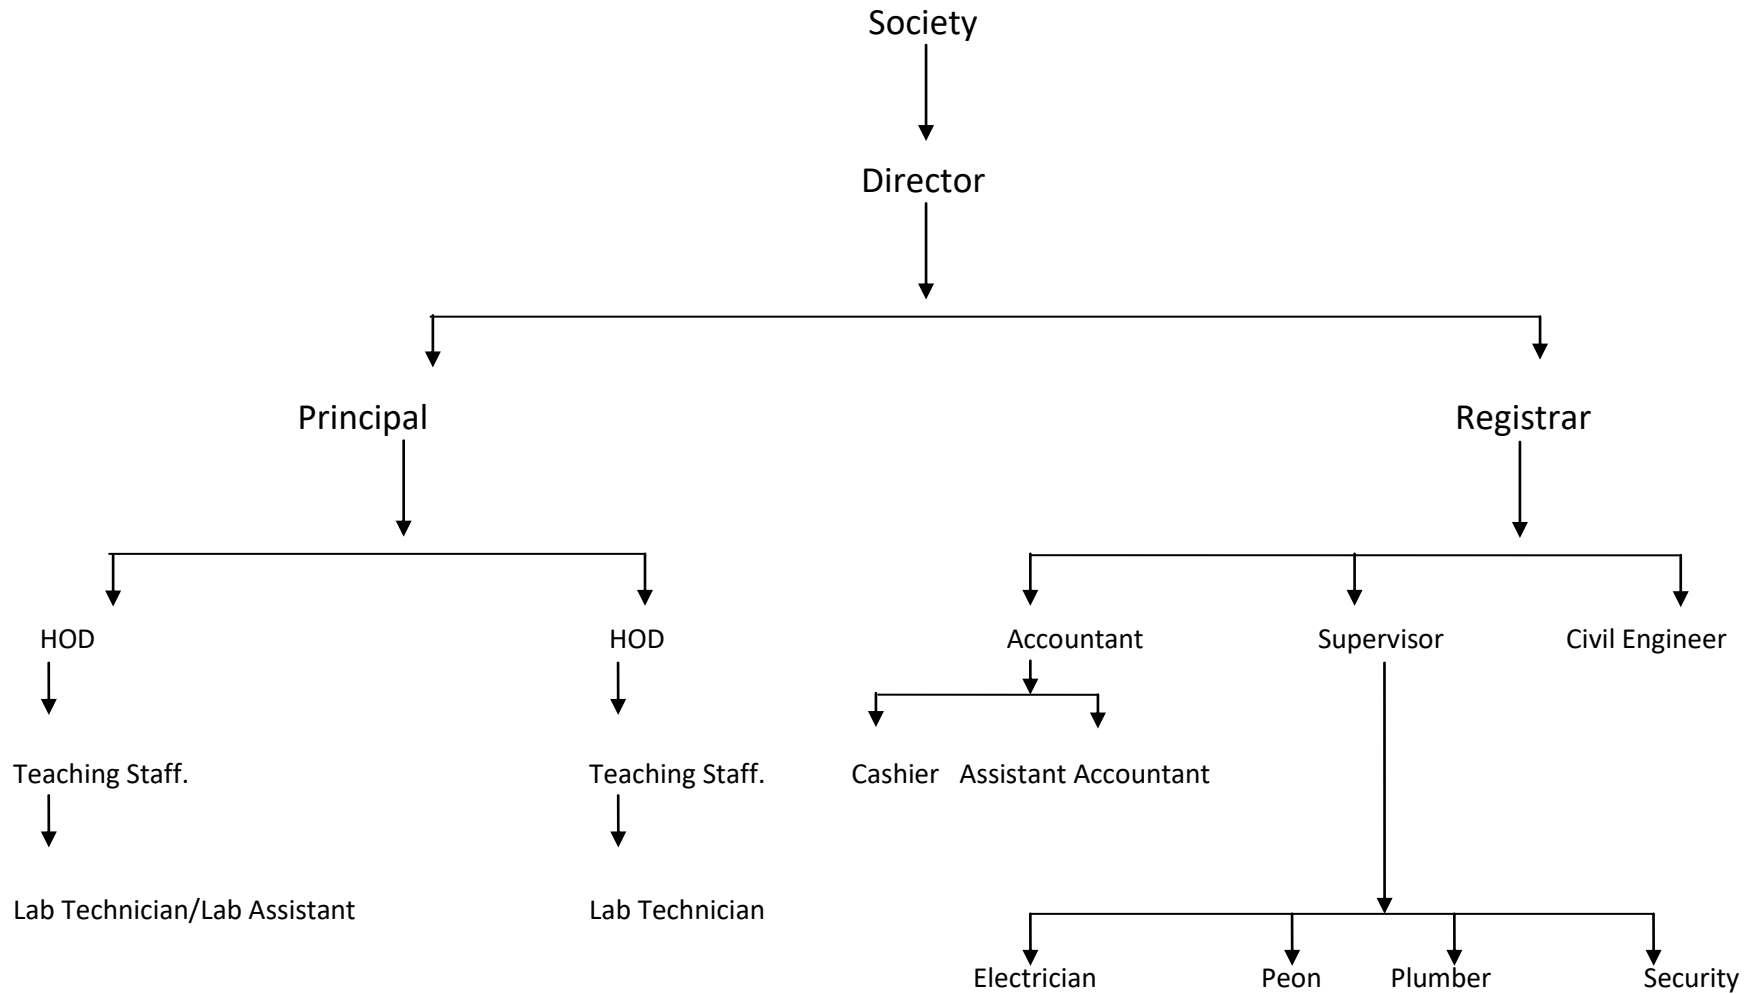 Society
Director
Principal
Registrar
HOD
HOD
Accountant
Supervisor
Civil Engineer
Teaching Staff.
Teaching Staff.
Cashier
Assistant Accountant
Lab Technician/Lab Assistant
Lab Technician
Electrician
Peon
Plumber
Security